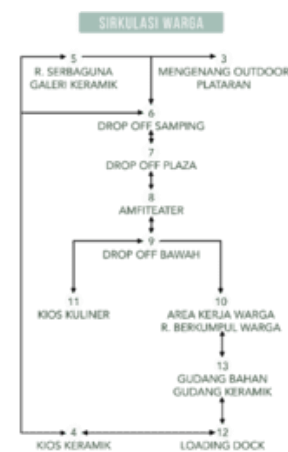 SIRKULASI WARGA
5
R. SERBAGUNA
GALERI KERAMIK
3
MENGENANG OUTDOOR
PLATARAN
6
DROP OFF SAMPING
7
DROP OFF PLAZA
8
AMFITEATER
9
DROP OFF BAWAH
11
KIOS KULINER
10
AREA KERJA WARGA
R. BERKUMPUL WARGA
13
GUDANG BAHAN
GUDANG KERAMIK
4
KIOS KERAMIK
12
LOADING DOCK